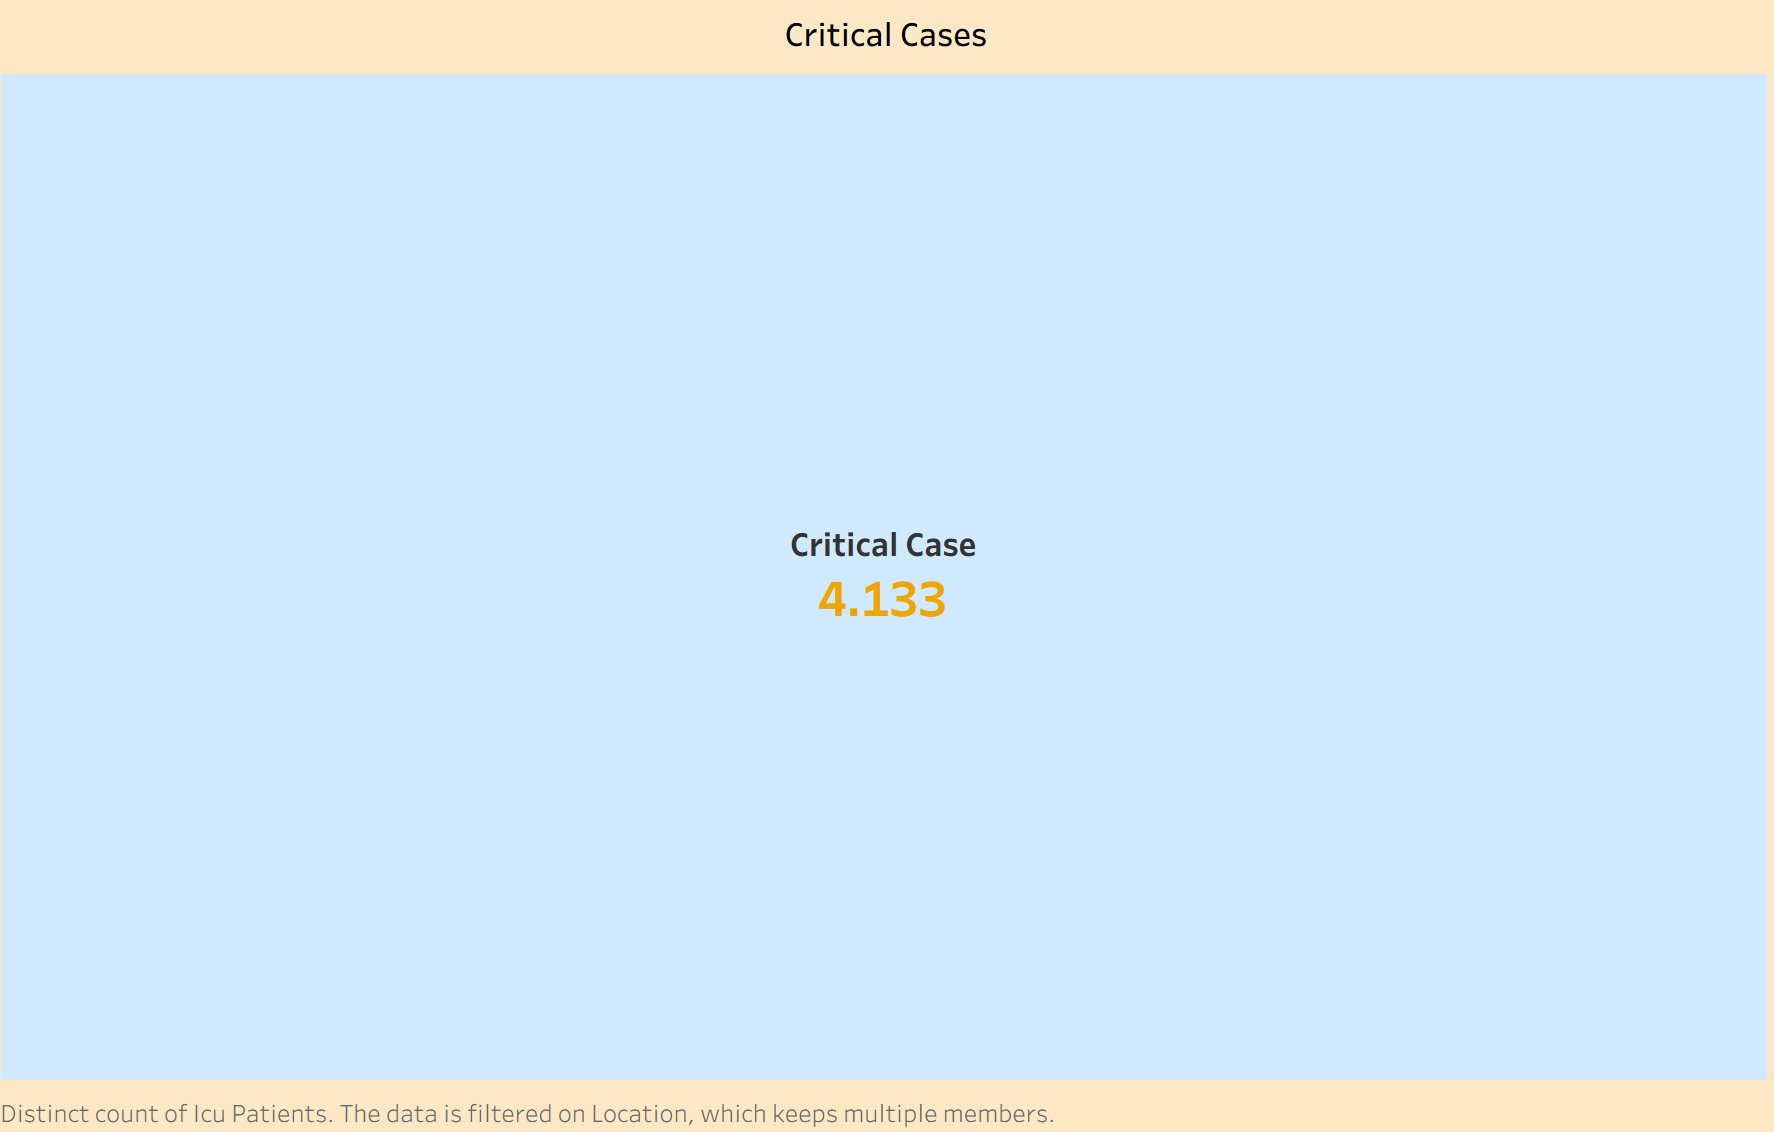 Critical Cases
Critical Case
4.133
Distinct count of Icu Patients. The data is filtered on Location, which keeps multiple members.